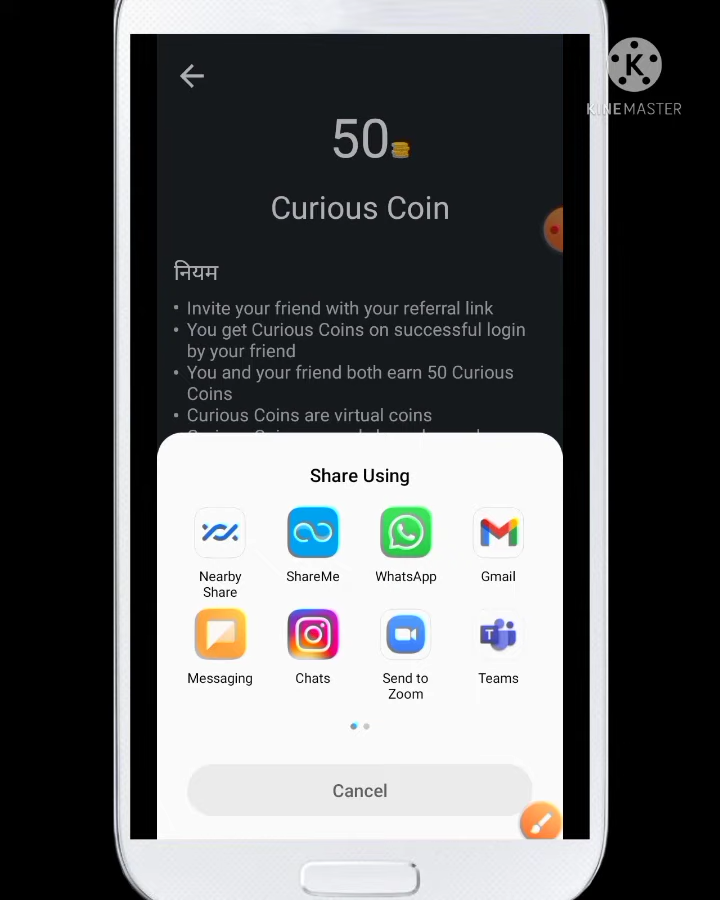 KINEMASTER
50
Curious Coin
नियम
• Invite your friend with your referral link
• You get Curious Coins on successful login
by your friend
• You and your friend both earn 50 Curious
Coins
• Curious Coins are virtual coins
Share Using
Nearby
Share
ShareMe
WhatsApp
Gmail
Messaging
Chats
Send to
Zoom
Teams
Cancel